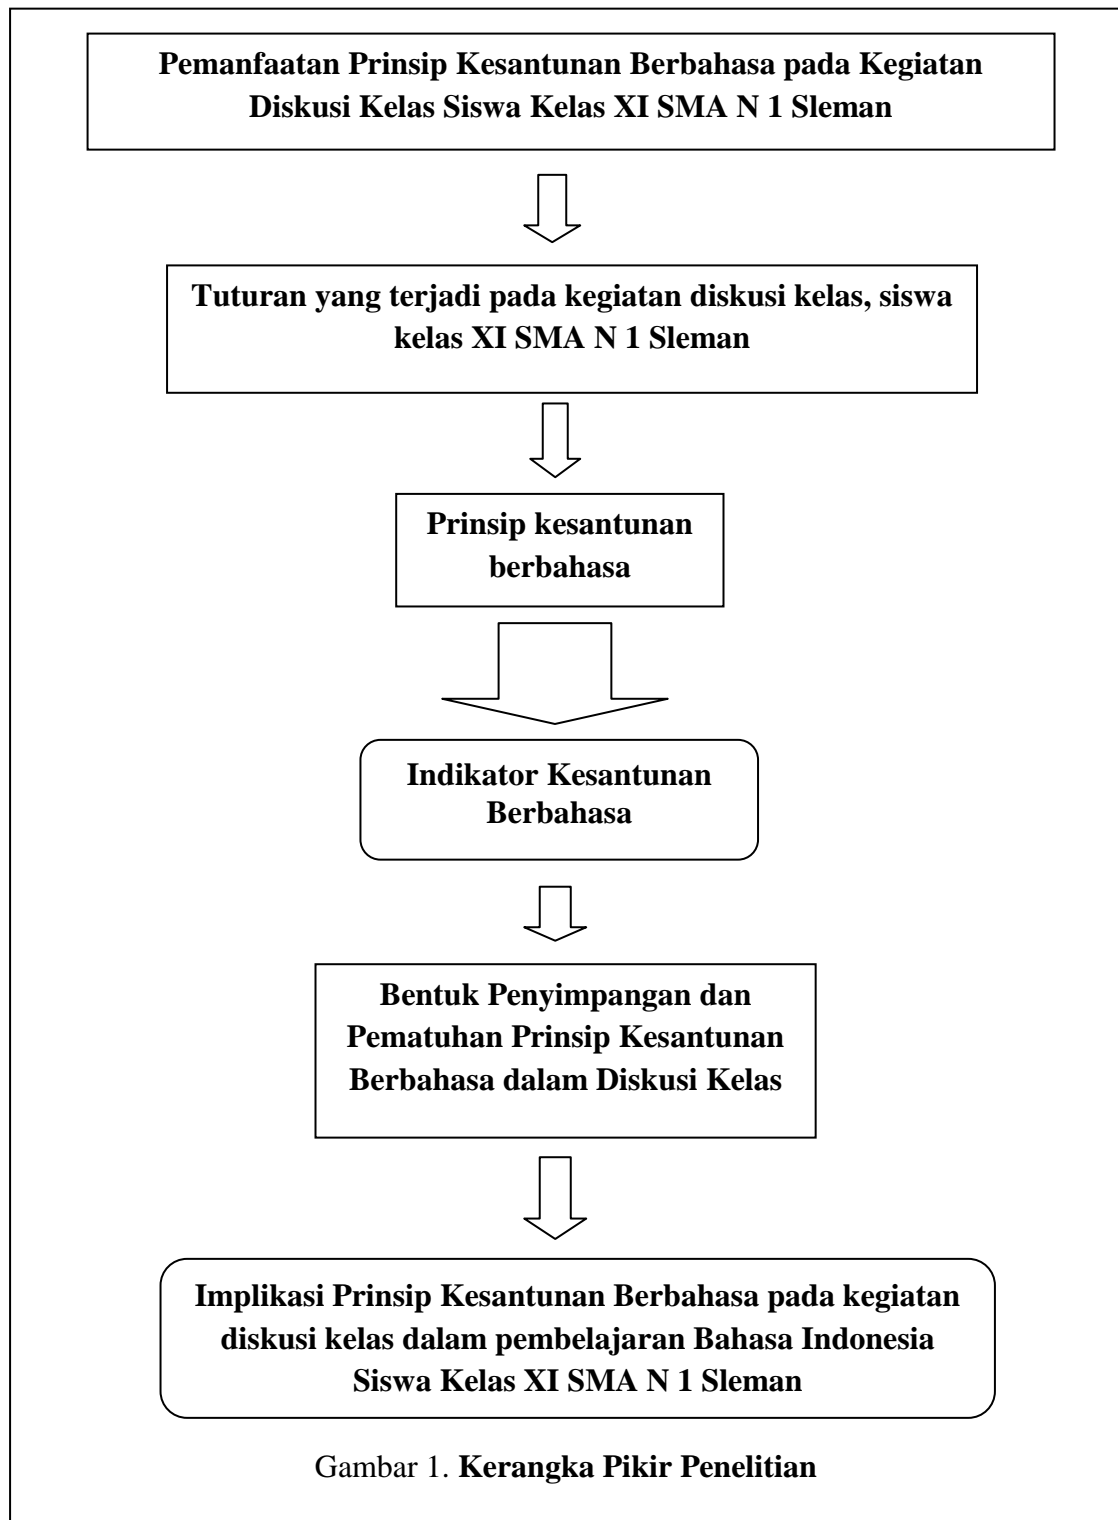 Pemanfaatan Prinsip Kesantunan Berbahasa pada Kegiatan
Diskusi Kelas Siswa Kelas XI SMA N 1 Sleman
Tuturan yang terjadi pada kegiatan diskusi kelas, siswa
kelas XI SMA N 1 Sleman
Prinsip kesantunan
berbahasa
Indikator Kesantunan
Berbahasa
Bentuk Penyimpangan dan
Pematuhan Prinsip Kesantunan
Berbahasa dalam Diskusi Kelas
Implikasi Prinsip Kesantunan Berbahasa pada kegiatan
diskusi kelas dalam pembelajaran Bahasa Indonesia
Siswa Kelas XI SMA N 1 Sleman
Gambar 1. Kerangka Pikir Penelitian